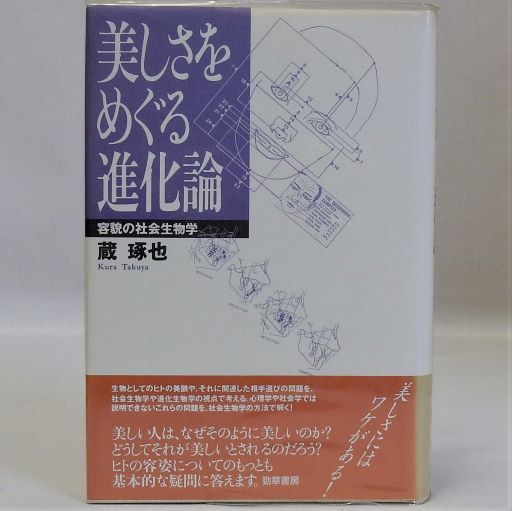 美しさを
めぐる
進化論
容貌の社会生物学
蔵 琢也
Kura Takuya
生物としてのヒトの美醜や、それに関連した相手選びの問題を、
社会生物学や進化生物学の視点で考える。心理学や社会学では
説明できないこれらの問題を、社会生物学の方法で解く!
美しい人は、なぜそのように美しいのか?
どうしてそれが美しいとされるのだろう?
ヒトの容姿についてのもっとも
基本的な疑問に答えます。勁草書房
美しさには
ワケがある!